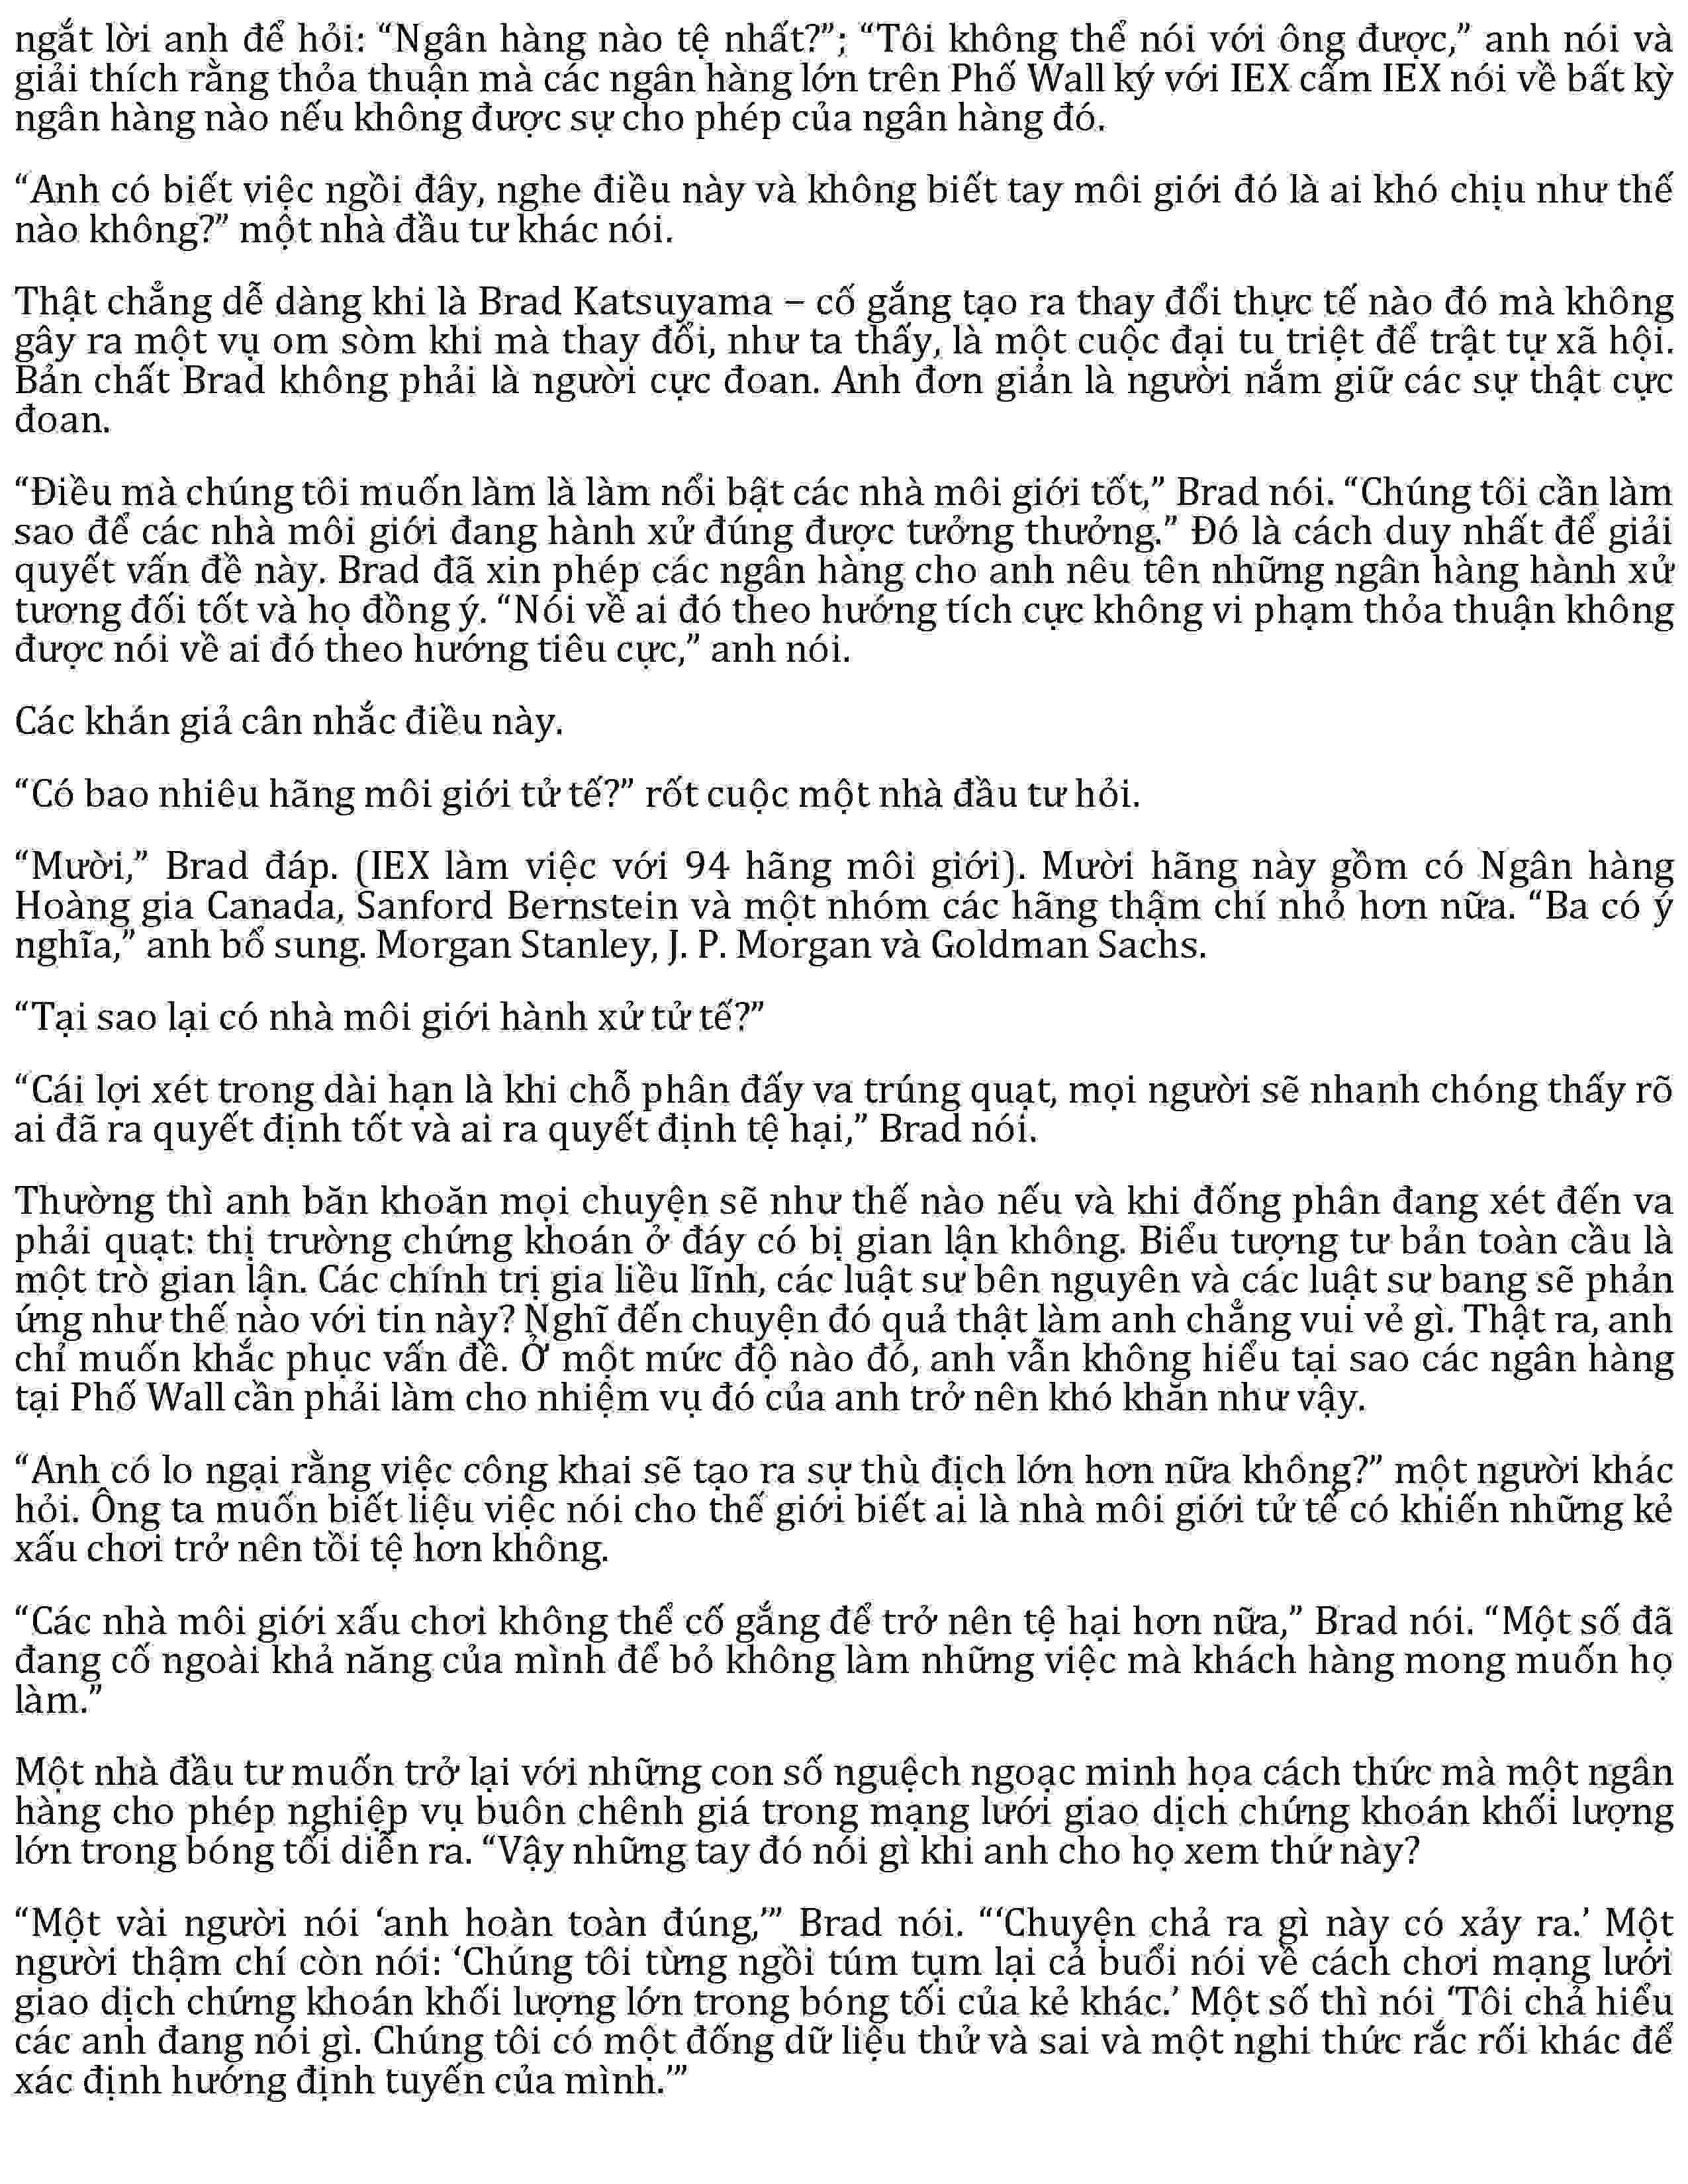 ngắt lời anh để hỏi: “Ngân hàng nào tệ nhất?”; “Tôi không thể nói với ông được,” anh nói và
giải thích rằng thỏa thuận mà các ngân hàng lớn trên Phố Wall ký với IEX cấm IEX nói về bất kỳ
ngân hàng nào nếu không được sự cho phép của ngân hàng đó.
“Anh có biết việc ngồi đây, nghe điều này và không biết tay môi giới đó là ai khó chịu như thế
nào không?” một nhà đầu tư khác nói.
Thật chẳng dễ dàng khi là Brad Katsuyama – cố gắng tạo ra thay đổi thực tế nào đó mà không
gây ra một vụ om sòm khi mà thay đổi, như ta thấy, là một cuộc đại tu triệt để trật tự xã hội.
Bản chất Brad không phải là người cực đoan. Anh đơn giản là người nắm giữ các sự thật cực
đoan.
“Điều mà chúng tôi muốn làm là làm nổi bật các nhà môi giới tốt,” Brad nói. “Chúng tôi cần làm
sao để các nhà môi giới đang hành xử đúng được tưởng thưởng.” Đó là cách duy nhất để giải
quyết vấn đề này. Brad đã xin phép các ngân hàng cho anh nêu tên những ngân hàng hành xử
tương đối tốt và họ đồng ý. “Nói về ai đó theo hướng tích cực không vi phạm thỏa thuận không
được nói về ai đó theo hướng tiêu cực,” anh nói.
Các khán giả cân nhắc điều này.
“Có bao nhiêu hãng môi giới tử tế?” rốt cuộc một nhà đầu tư hỏi.
“Mười,” Brad đáp. (IEX làm việc với 94 hãng môi giới). Mười hãng này gồm có Ngân hàng
Hoàng gia Canada, Sanford Bernstein và một nhóm các hãng thậm chí nhỏ hơn nữa. “Ba có ý
nghĩa,” anh bổ sung. Morgan Stanley, J. P. Morgan và Goldman Sachs.
“Tại sao lại có nhà môi giới hành xử tử tế?”
“Cái lợi xét trong dài hạn là khi chỗ phân đấy va trúng quạt, mọi người sẽ nhanh chóng thấy rõ
ai đã ra quyết định tốt và ai ra quyết định tệ hại,” Brad nói.
Thường thì anh băn khoăn mọi chuyện sẽ như thế nào nếu và khi đống phân đang xét đến va
phải quạt: thị trường chứng khoán ở đáy có bị gian lận không. Biểu tượng tư bản toàn cầu là
một trò gian lận. Các chính trị gia liều lĩnh, các luật sư bên nguyên và các luật sư bang sẽ phản
ứng như thế nào với tin này? Nghĩ đến chuyện đó quả thật làm anh chẳng vui vẻ gì. Thật ra, anh
chỉ muốn khắc phục vấn đề. Ở một mức độ nào đó, anh vẫn không hiểu tại sao các ngân hàng
tại Phố Wall cần phải làm cho nhiệm vụ đó của anh trở nên khó khăn như vậy.
“Anh có lo ngại rằng việc công khai sẽ tạo ra sự thù địch lớn hơn nữa không?” một người khác
hỏi. Ông ta muốn biết liệu việc nói cho thế giới biết ai là nhà môi giới tử tế có khiến những kẻ
xấu chơi trở nên tồi tệ hơn không.
“Các nhà môi giới xấu chơi không thể cố gắng để trở nên tệ hại hơn nữa,” Brad nói. “Một số đã
đang cố ngoài khả năng của mình để bỏ không làm những việc mà khách hàng mong muốn họ
làm.”
Một nhà đầu tư muốn trở lại với những con số nguệch ngoạc minh họa cách thức mà một ngân
hàng cho phép nghiệp vụ buôn chênh giá trong mạng lưới giao dịch chứng khoán khối lượng
lớn trong bóng tối diễn ra. “Vậy những tay đó nói gì khi anh cho họ xem thứ này?
“Một vài người nói ‘anh hoàn toàn đúng,’” Brad nói. “‘Chuyện chả ra gì này có xảy ra.’ Một
người thậm chí còn nói: ‘Chúng tôi từng ngồi túm tụm lại cả buổi nói về cách chơi mạng lưới
giao dịch chứng khoán khối lượng lớn trong bóng tối của kẻ khác.’ Một số thì nói ‘Tôi chả hiểu
các anh đang nói gì. Chúng tôi có một đống dữ liệu thử và sai và một nghi thức rắc rối khác để
xác định hướng định tuyến của mình.’”